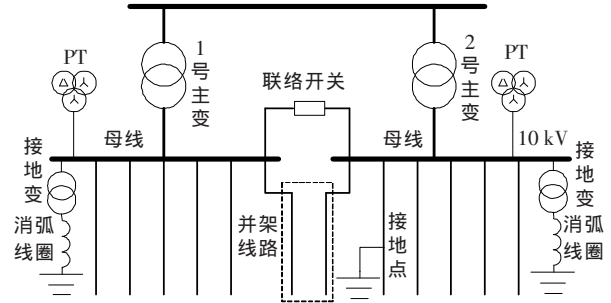 PT
1号主变
联络开关
2号主变
PT
母线
母线
10 kV
接地变
接地变
消弧线圈
并架线路
接地点
消弧线圈